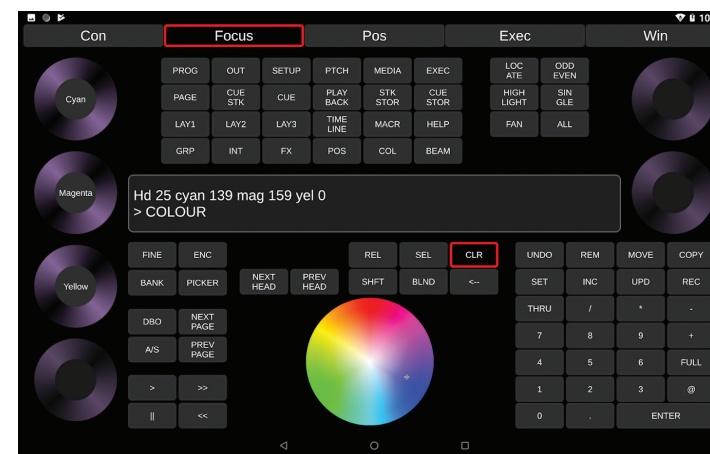 10
Con Focus Pos Exec Win
PROG OUT SETUP PTCH MEDIA EXEC
LOC
ATE
ODD
EVEN
Cyan
PAGE
CUE
STK
CUE
PLAY
BACK
STK
STOR
CUE
STOR
HIGH
LIGHT
SIN
GLE
LAY1 LAY2 LAY3
TIME
LINE
MACR HELP FAN ALL
GRP INT FX POS COL BEAM
Magenta
Hd 25 cyan 139 mag 159 yel 0
> COLOUR
FINE ENC REL SEL CLR UNDO REM MOVE COPY
Yellow
BANK PICKER
NEXT
HEAD
PREV
HEAD
SHFT BLND <-- SET INC UPD REC
DBO
NEXT
PAGE
THRU / * -
A/S
PREV
PAGE
7 8 9 +
4 5 6 FULL
> >> 1 2 3 @
|| << 0 . ENTER